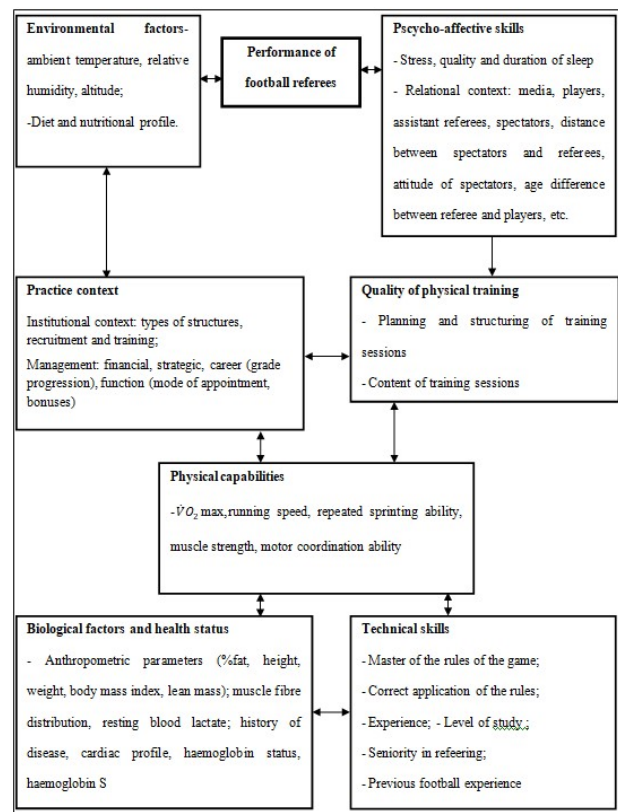 Environmental factors-
ambient temperature, relative
humidity, altitude;
-Diet and nutritional profile.
Performance of
football referees
Pscycho-affective skills
- Stress, quality and duration of sleep
- Relational context: media, players,
assistant referees, spectators, distance
between spectators and referees,
attitude of spectators, age difference
between referee and players, etc.
Practice context
Institutional context: types of structures,
recruitment and training;
Management: financial, strategic, career (grade
progression), function (mode of appointment,
bonuses)
Quality of physical training
- Planning and structuring of training
sessions
- Content of training sessions
Physical capabilities
-V̇O₂ max,running speed, repeated sprinting ability,
muscle strength, motor coordination ability
Biological factors and health status
- Anthropometric parameters (%fat, height,
weight, body mass index, lean mass); muscle fibre
distribution, resting blood lactate; history of
disease, cardiac profile, haemoglobin status,
haemoglobin S
Technical skills
- Master of the rules of the game;
- Correct application of the rules;
- Experience; - Level of study ;
- Seniority in refeering;
- Previous football experience